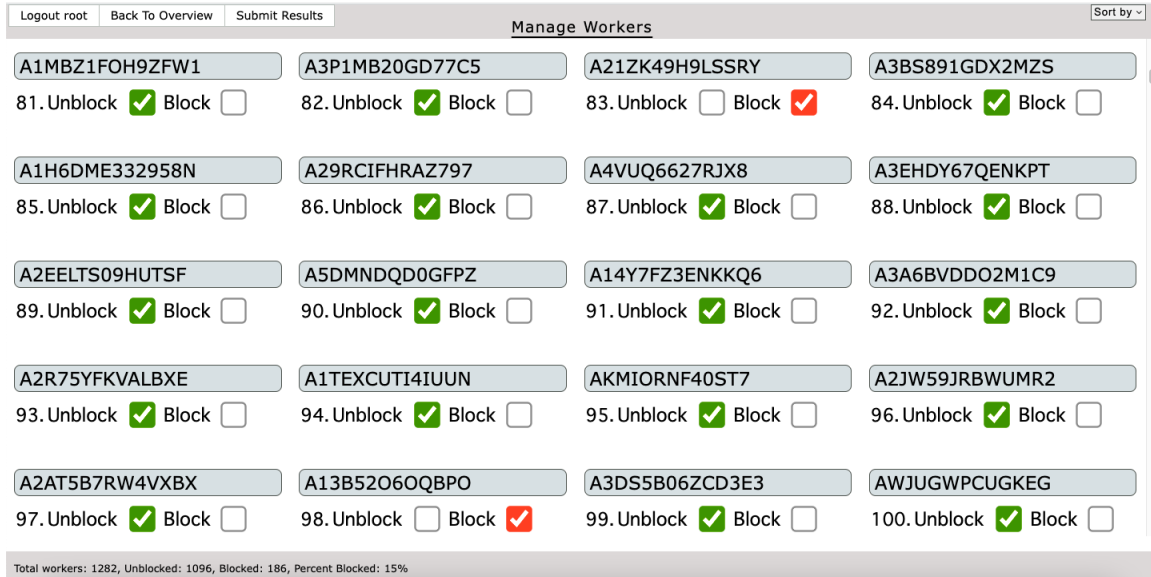 Logout root Back To Overview Submit Results Sort by
Manage Workers
A1MBZ1FOH9ZFW1 A3P1MB20GD77C5 A21ZK49H9LSSRY A3BS891GDX2MZS
81. Unblock Block 82. Unblock Block 83. Unblock Block 84. Unblock Block
A1H6DME332958N A29RCIFHRAZ797 A4VUQ6627RJX8 A3EHDY67QENKPT
85. Unblock Block 86. Unblock Block 87. Unblock Block 88. Unblock Block
A2EELTS09HUTSF A5DMNDQD0GFPZ A14Y7FZ3ENKKQ6 A3A6BVDDO2M1C9
89. Unblock Block 90. Unblock Block 91. Unblock Block 92. Unblock Block
A2R75YFKVALBXE A1TEXCUTI4IUUN AKMIORNF40ST7 A2JW59JRBWUMR2
93. Unblock Block 94. Unblock Block 95. Unblock Block 96. Unblock Block
A2AT5B7RW4VXBX A13B52O6OQBPO A3DS5B06ZCD3E3 AWJUGWPCUGKEG
97. Unblock Block 98. Unblock Block 99. Unblock Block 100. Unblock Block
Total workers: 1282, Unblocked: 1096, Blocked: 186, Percent Blocked: 15%